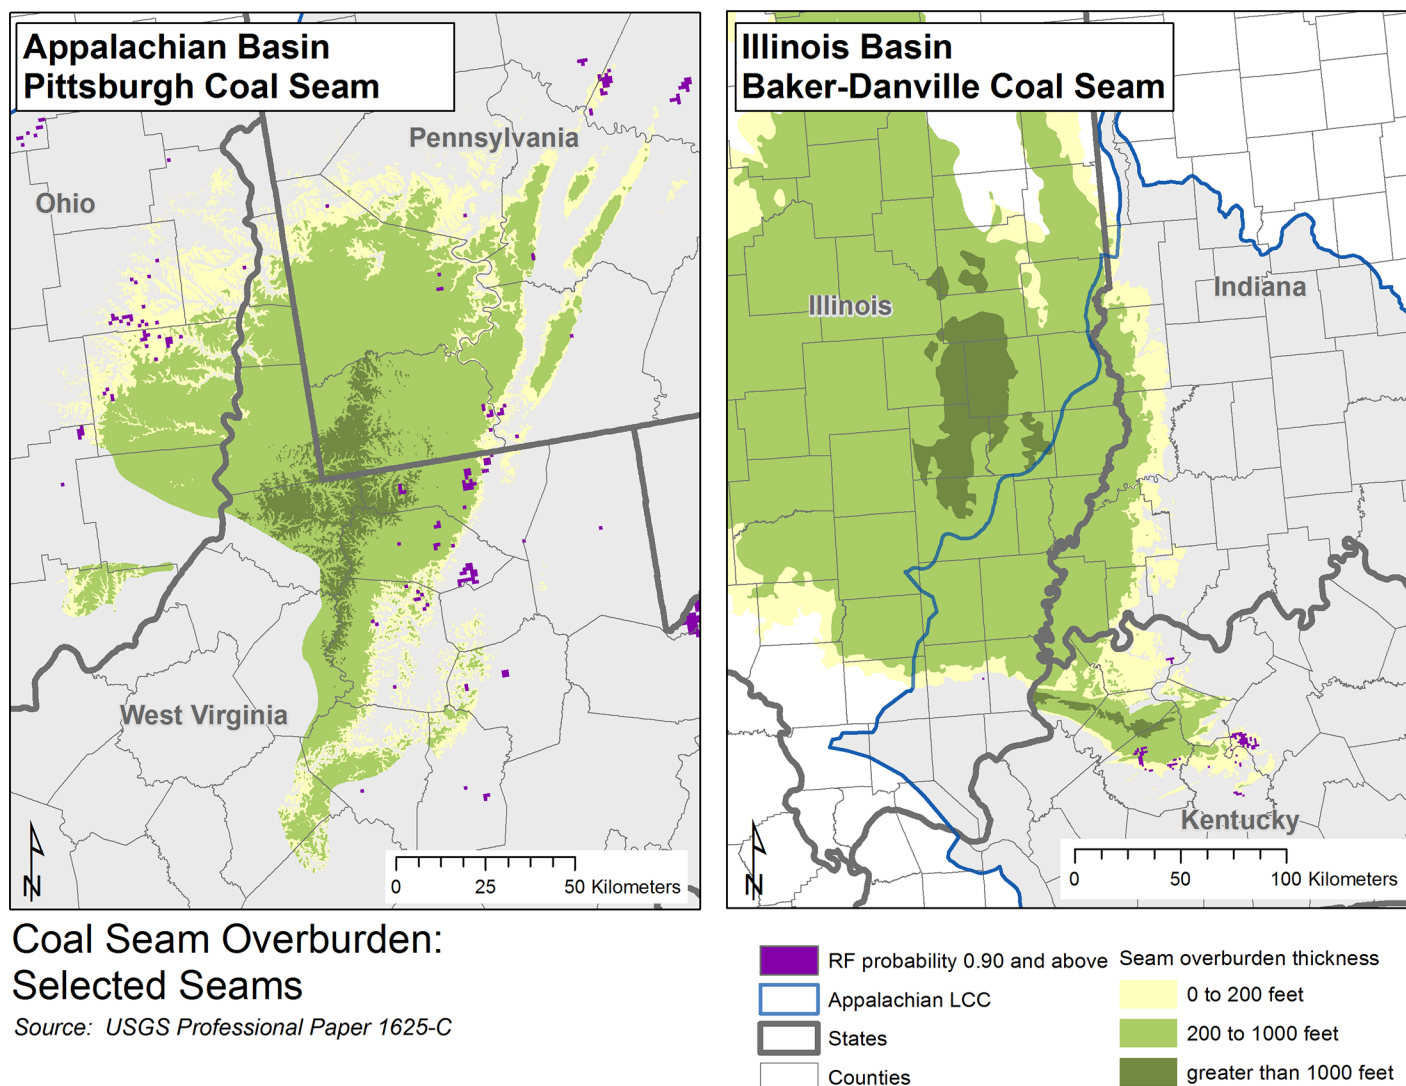 Appalachian Basin
Pittsburgh Coal Seam
Pennsylvania
Ohio
West Virginia
N
0 25 50 Kilometers
Illinois Basin
Baker-Danville Coal Seam
Indiana
Illinois
Kentucky
N
0 50 100 Kilometers
Coal Seam Overburden:
Selected Seams
Source: USGS Professional Paper 1625-C
RF probability 0.90 and above
Appalachian LCC
States
Counties
Seam overburden thickness
0 to 200 feet
200 to 1000 feet
greater than 1000 feet